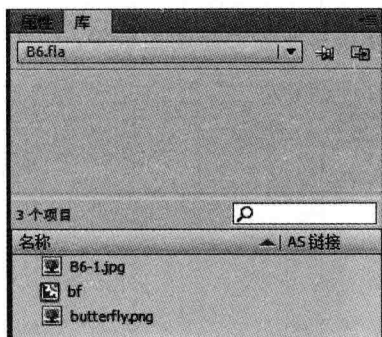 属性 库
B6.fla
3 个项目
名称 AS 链接
B6-1.jpg
bf
butterfly.png